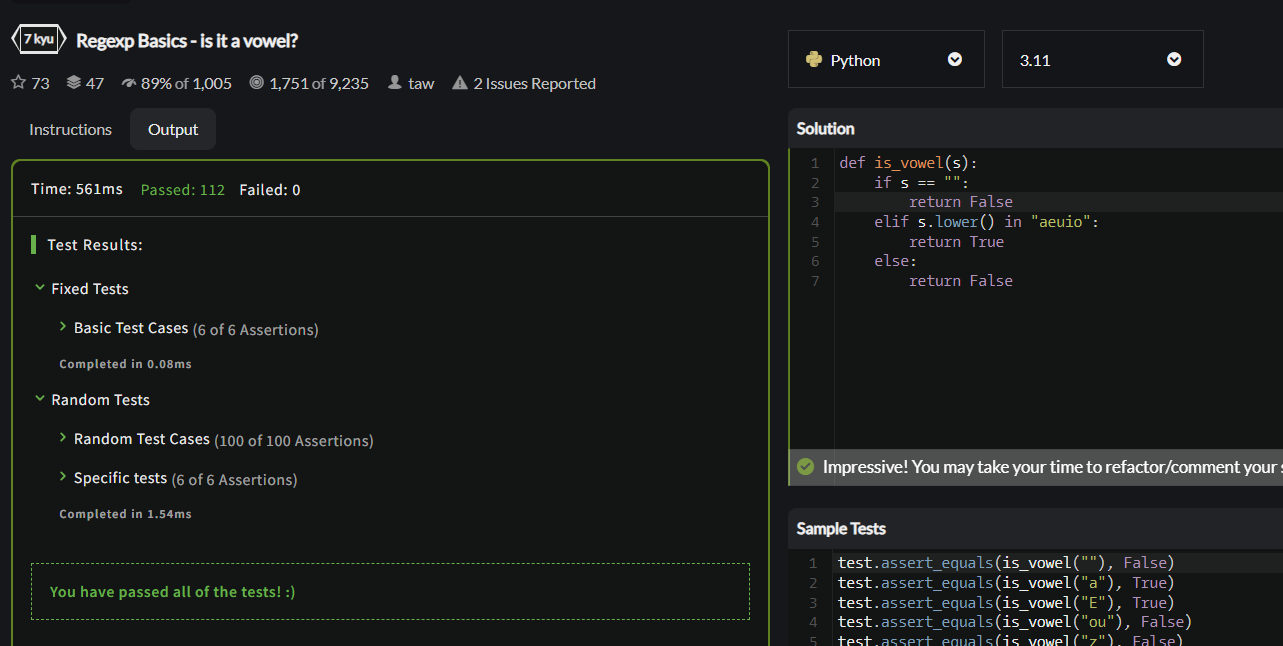 7 kyu Regexp Basics - is it a vowel?
73 47 89% of 1,005 1,751 of 9,235 taw 2 Issues Reported
Instructions Output
Time: 561ms Passed: 112 Failed: 0
Test Results:
Fixed Tests
Basic Test Cases (6 of 6 Assertions)
Completed in 0.08ms
Random Tests
Random Test Cases (100 of 100 Assertions)
Specific tests (6 of 6 Assertions)
Completed in 1.54ms
You have passed all of the tests! :)
Python 3.11
Solution
1 def is_vowel(s):
2     if s == "":
3         return False
4     elif s.lower() in "aeuio":
5         return True
6     else:
7         return False
Impressive! You may take your time to refactor/comment your
Sample Tests
1 test.assert_equals(is_vowel(""), False)
2 test.assert_equals(is_vowel("a"), True)
3 test.assert_equals(is_vowel("E"), True)
4 test.assert_equals(is_vowel("ou"), False)
5 test.assert_equals(is_vowel("z"), False)